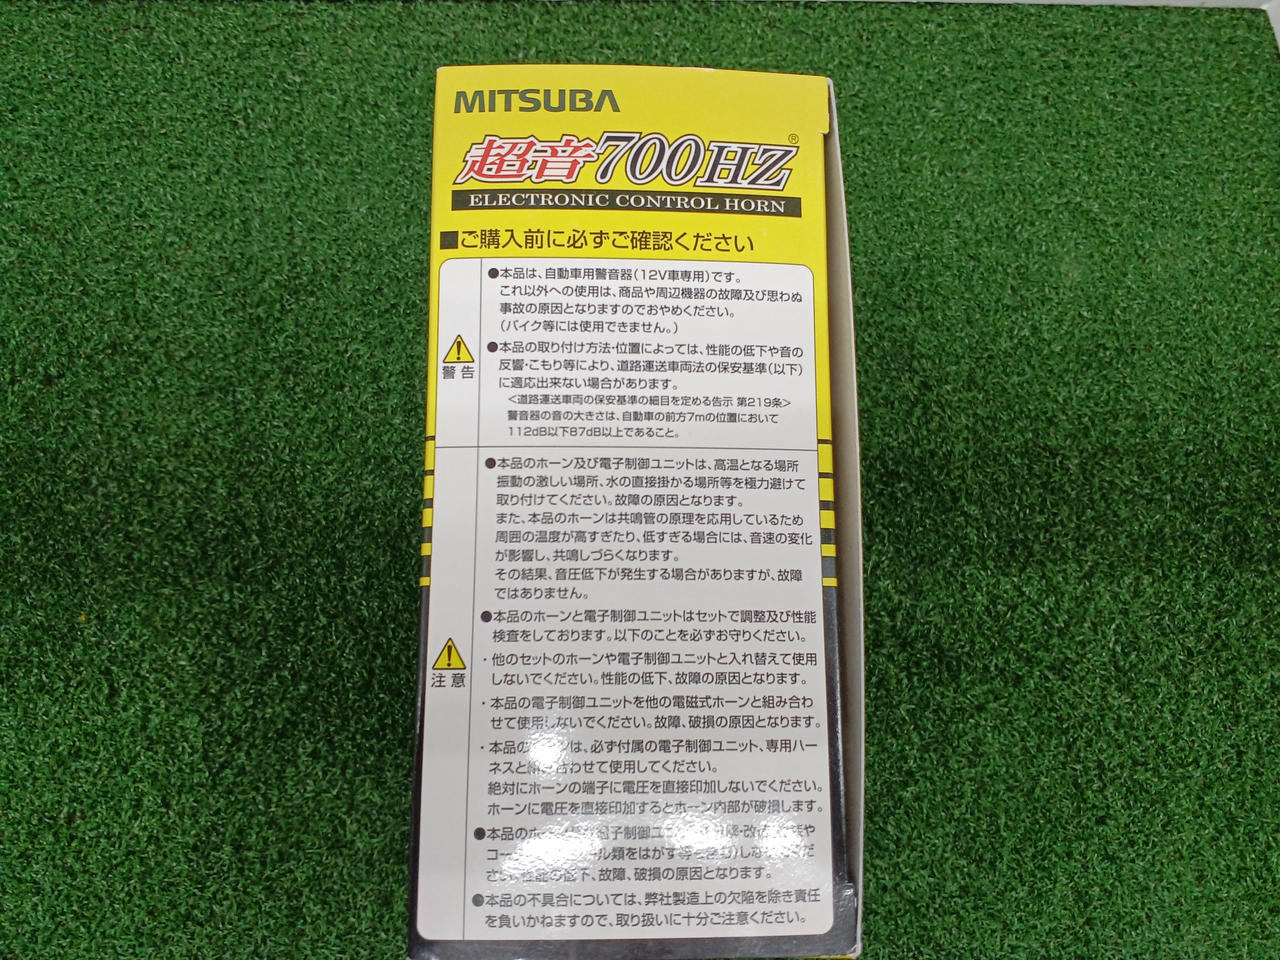 MITSUBA
超音700HZ®
ELECTRONIC CONTROL HORN
■ご購入前に必ずご確認ください
●本品は、自動車用警音器(12V車専用)です。
これ以外への使用は、商品や周辺機器の故障及び思わぬ
事故の原因となりますのでおやめください。
(バイク等には使用できません。)
警告
●本品の取り付け方法・位置によっては、性能の低下や音の
反響・こもり等により、道路運送車両法の保安基準(以下)
に適応出来ない場合があります。
<道路運送車両の保安基準の細目を定める告示 第219条>
警音器の音の大きさは、自動車の前方7mの位置において
112dB以下87dB以上であること。
●本品のホーン及び電子制御ユニットは、高温となる場所
振動の激しい場所、水の直接掛かる場所等を極力避けて
取り付けてください。故障の原因となります。
また、本品のホーンは共鳴管の原理を応用しているため
周囲の温度が高すぎたり、低すぎる場合には、音速の変化
が影響し、共鳴しづらくなります。
その結果、音圧低下が発生する場合がありますが、故障
ではありません。
●本品のホーンと電子制御ユニットはセットで調整及び性能
検査をしております。以下のことを必ずお守りください。
注意
・他のセットのホーンや電子制御ユニットと入れ替えて使用
しないでください。性能の低下、故障の原因となります。
・本品の電子制御ユニットを他の電磁式ホーンと組み合わ
せて使用しないでください。故障、破損の原因となります。
・本品のホーンは、必ず付属の電子制御ユニット、専用ハー
ネスと組み合わせて使用してください。
絶対にホーンの端子に電圧を直接印加しないでください。
ホーンに電圧を直接印加するとホーン内部が破損します。
●本品のホーン及び電子制御ユニ
コー ル類をはがす等 しな くだ
さい。性能の低下、故障、破損の原因となります。
●本品の不具合については、弊社製造上の欠陥を除き責任
を負いかねますので、取り扱いに十分ご注意ください。